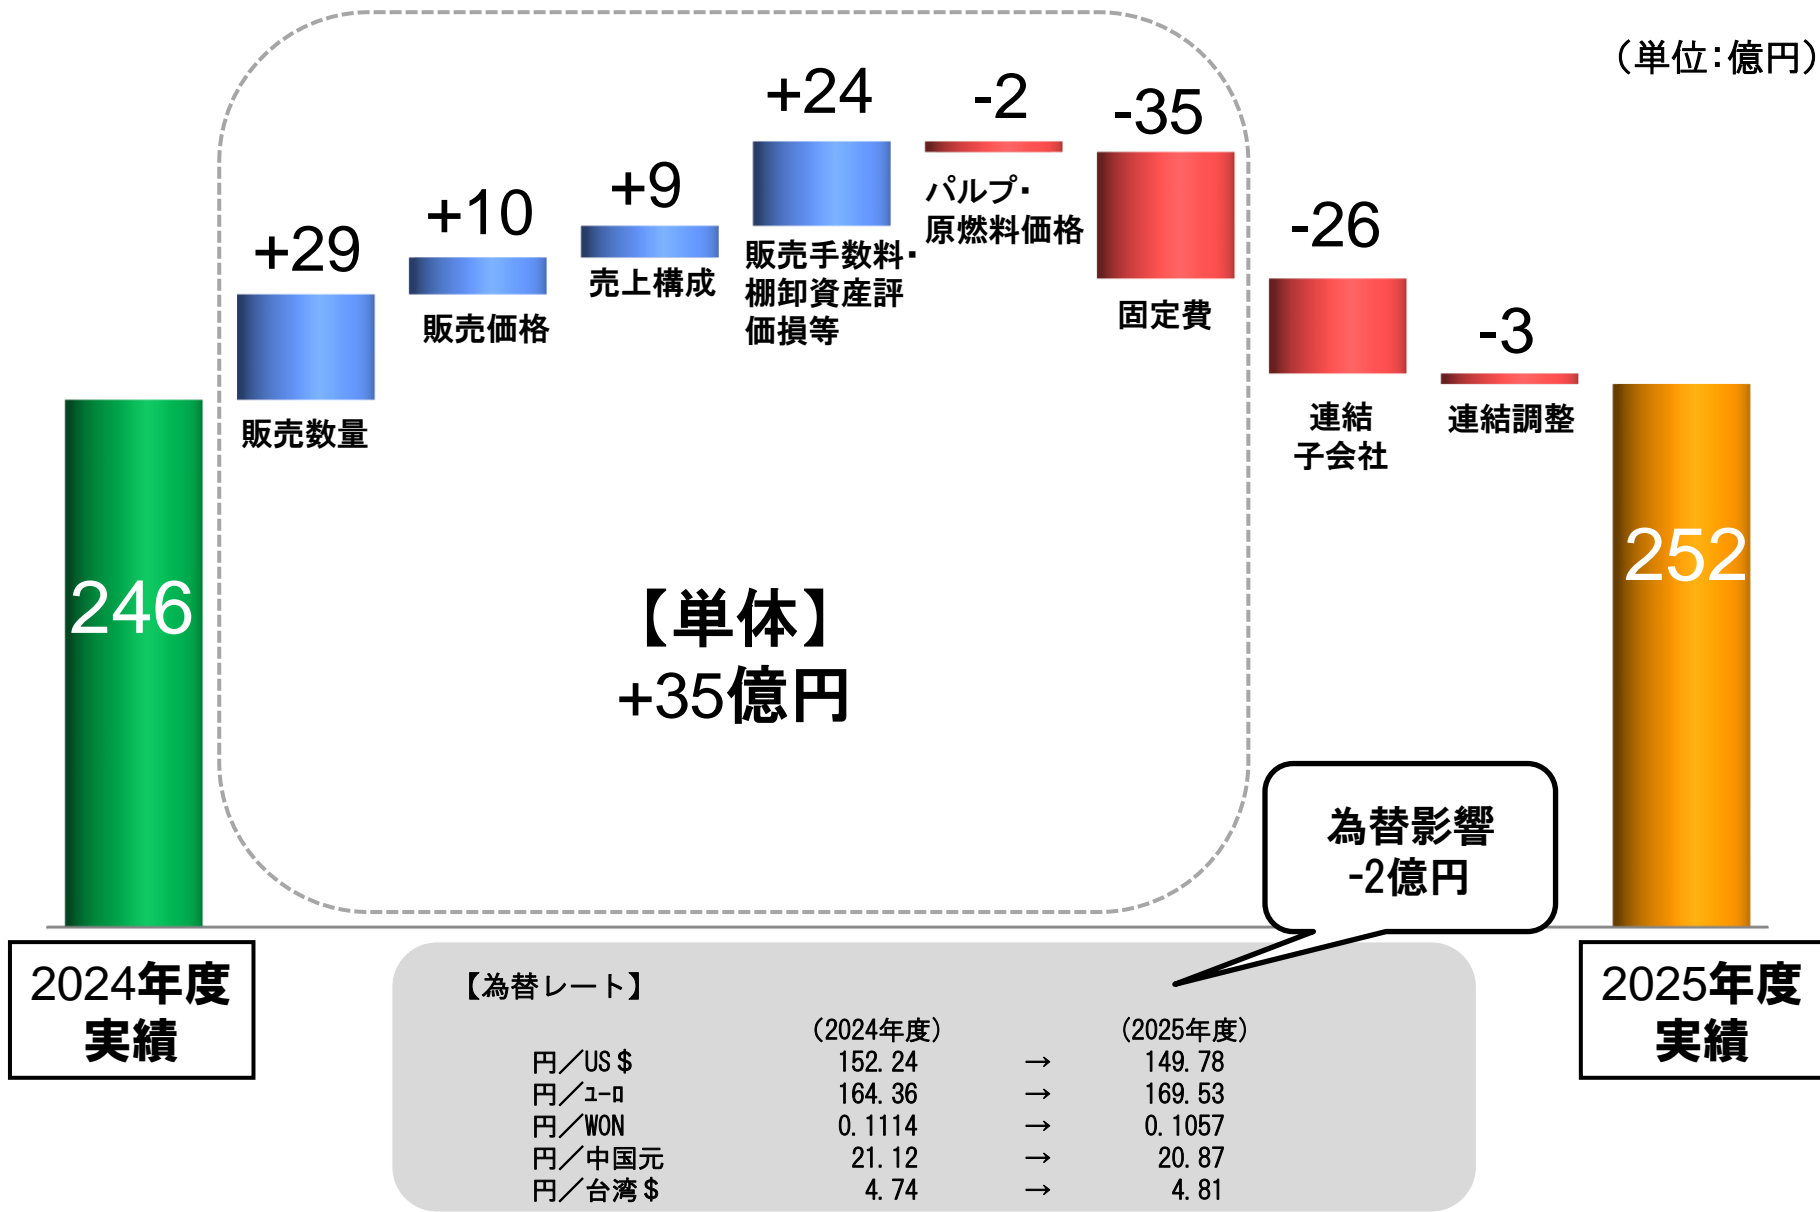 （単位：億円）
+29
販売数量
+10
販売価格
+9
売上構成
+24
販売手数料・
棚卸資産評
価損等
-2
パルプ・
原燃料価格
-35
固定費
-26
連結
子会社
-3
連結調整
246
252
【単体】
+35億円
為替影響
-2億円
2024年度
実績
2025年度
実績
【為替レート】
（2024年度） （2025年度）
円／US＄ 152.24 → 149.78
円／ﾕｰﾛ 164.36 → 169.53
円／WON 0.1114 → 0.1057
円／中国元 21.12 → 20.87
円／台湾＄ 4.74 → 4.81